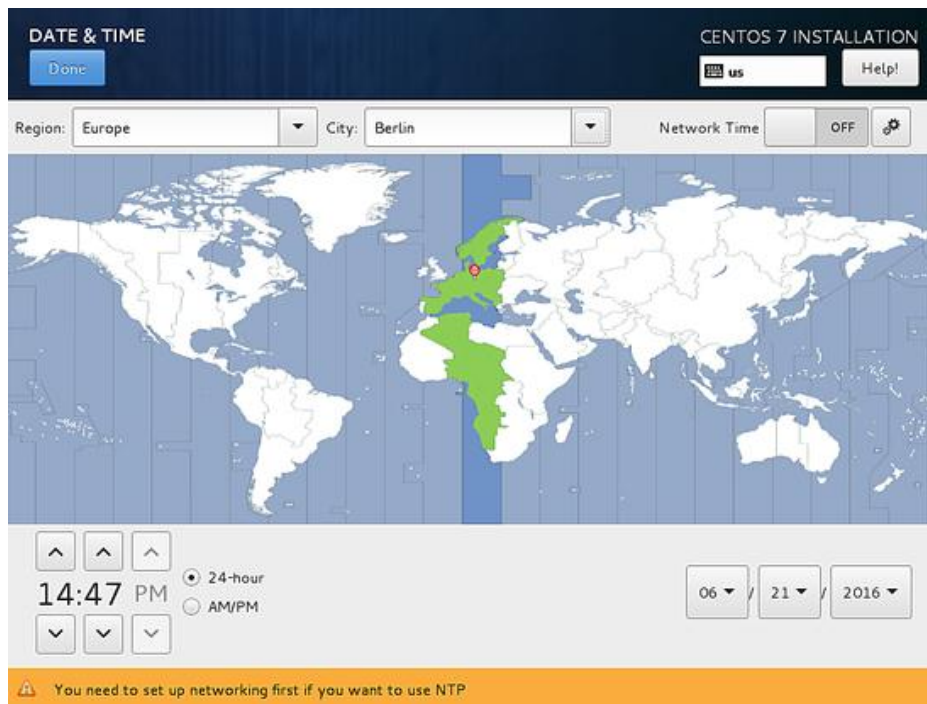 DATE & TIME
CENTOS 7 INSTALLATION
Done
us
Help!
Region: Europe City: Berlin Network Time OFF
14:47 PM
24-hour
AM/PM
06 / 21 / 2016
You need to set up networking first if you want to use NTP